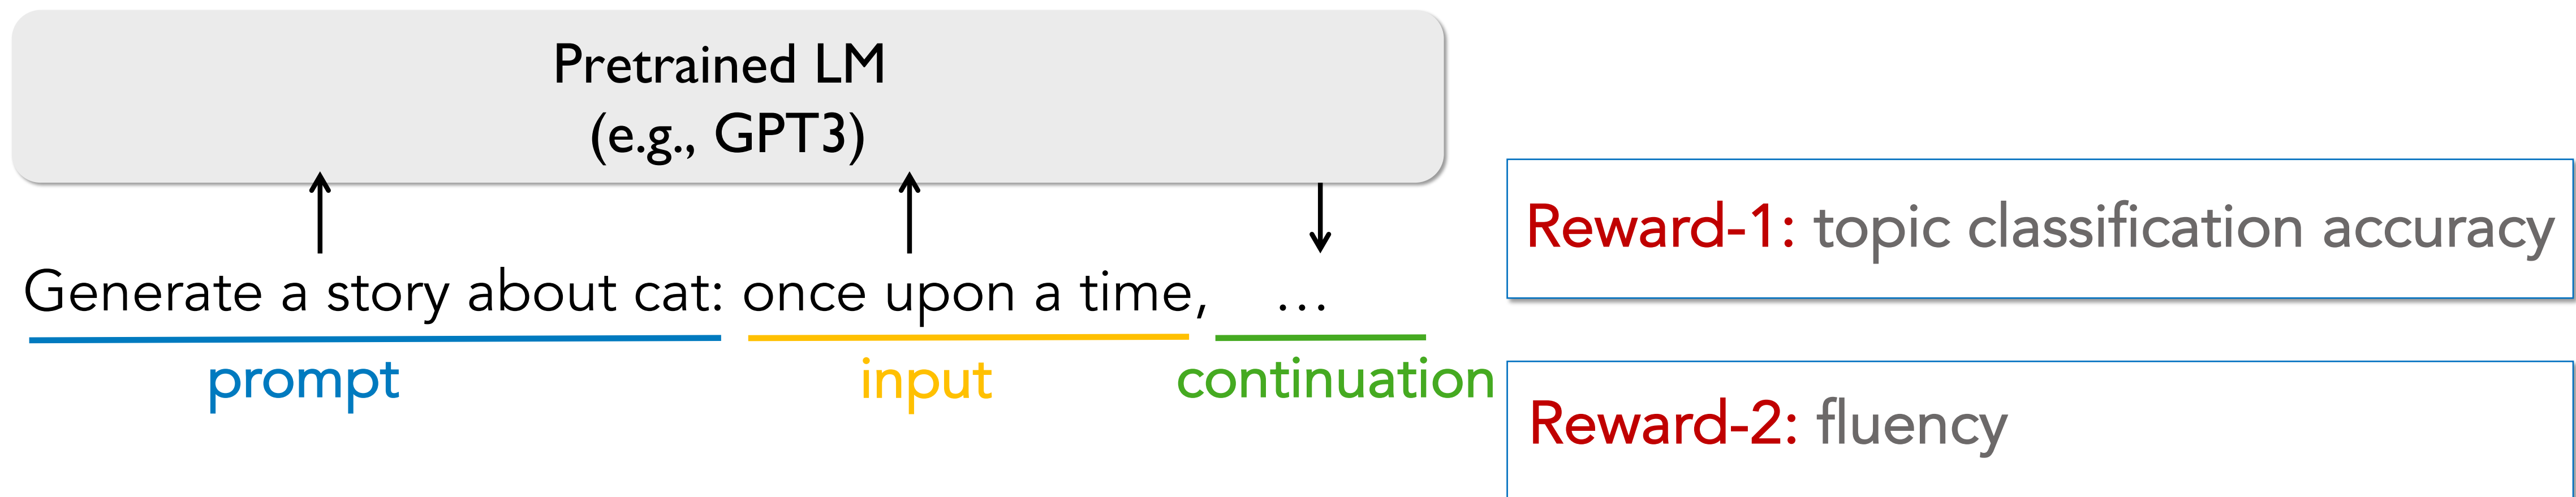 Pretrained LM
(e.g., GPT3)
Generate a story about cat: once upon a time, ...
prompt input continuation
Reward-1: topic classification accuracy
Reward-2: fluency